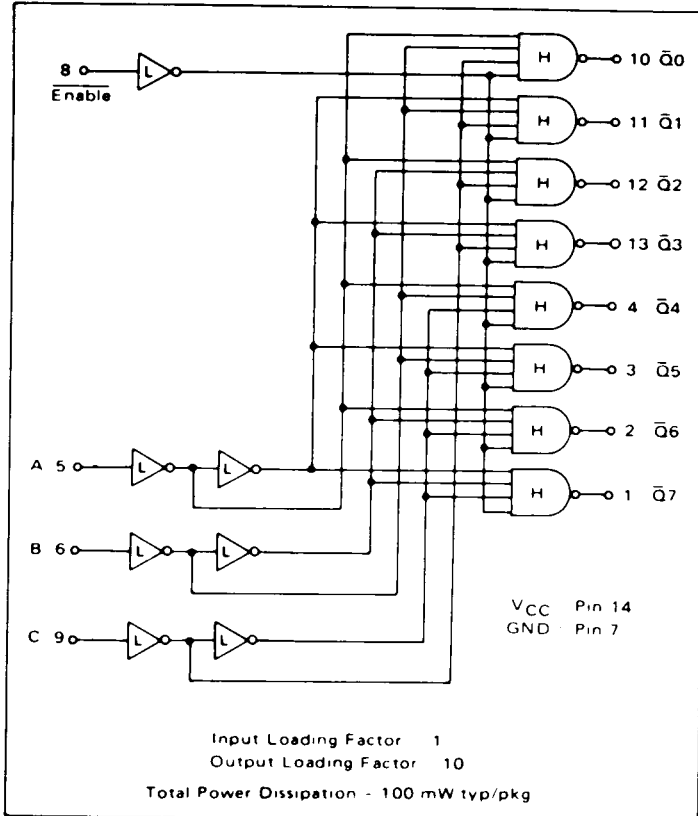 8
Enable
L
H 10 Q̄0
H 11 Q̄1
H 12 Q̄2
H 13 Q̄3
H 4 Q̄4
H 3 Q̄5
H 2 Q̄6
H 1 Q̄7
A 5 L L
B 6 L L
C 9 L L
VCC Pin 14
GND Pin 7
Input Loading Factor 1
Output Loading Factor 10
Total Power Dissipation - 100 mW typ/pkg